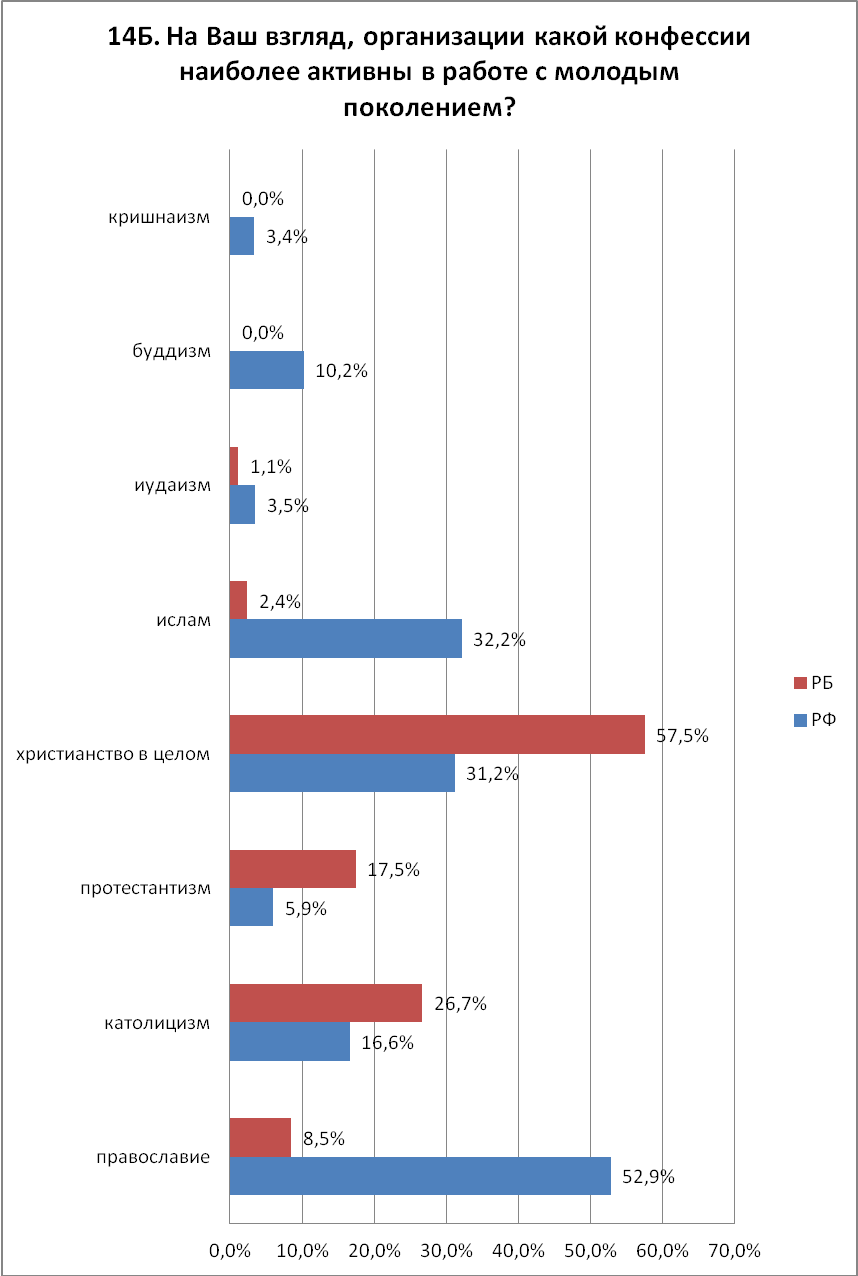 14Б. На Ваш взгляд, организации какой конфессии
наиболее активны в работе с молодым
поколением?
кришнаизм
0,0%
3,4%
буддизм
0,0%
10,2%
иудаизм
1,1%
3,5%
ислам
2,4%
32,2%
РБ
РФ
христианство в целом
57,5%
31,2%
протестантизм
17,5%
5,9%
католицизм
26,7%
16,6%
православие
8,5%
52,9%
0,0% 10,0% 20,0% 30,0% 40,0% 50,0% 60,0% 70,0%